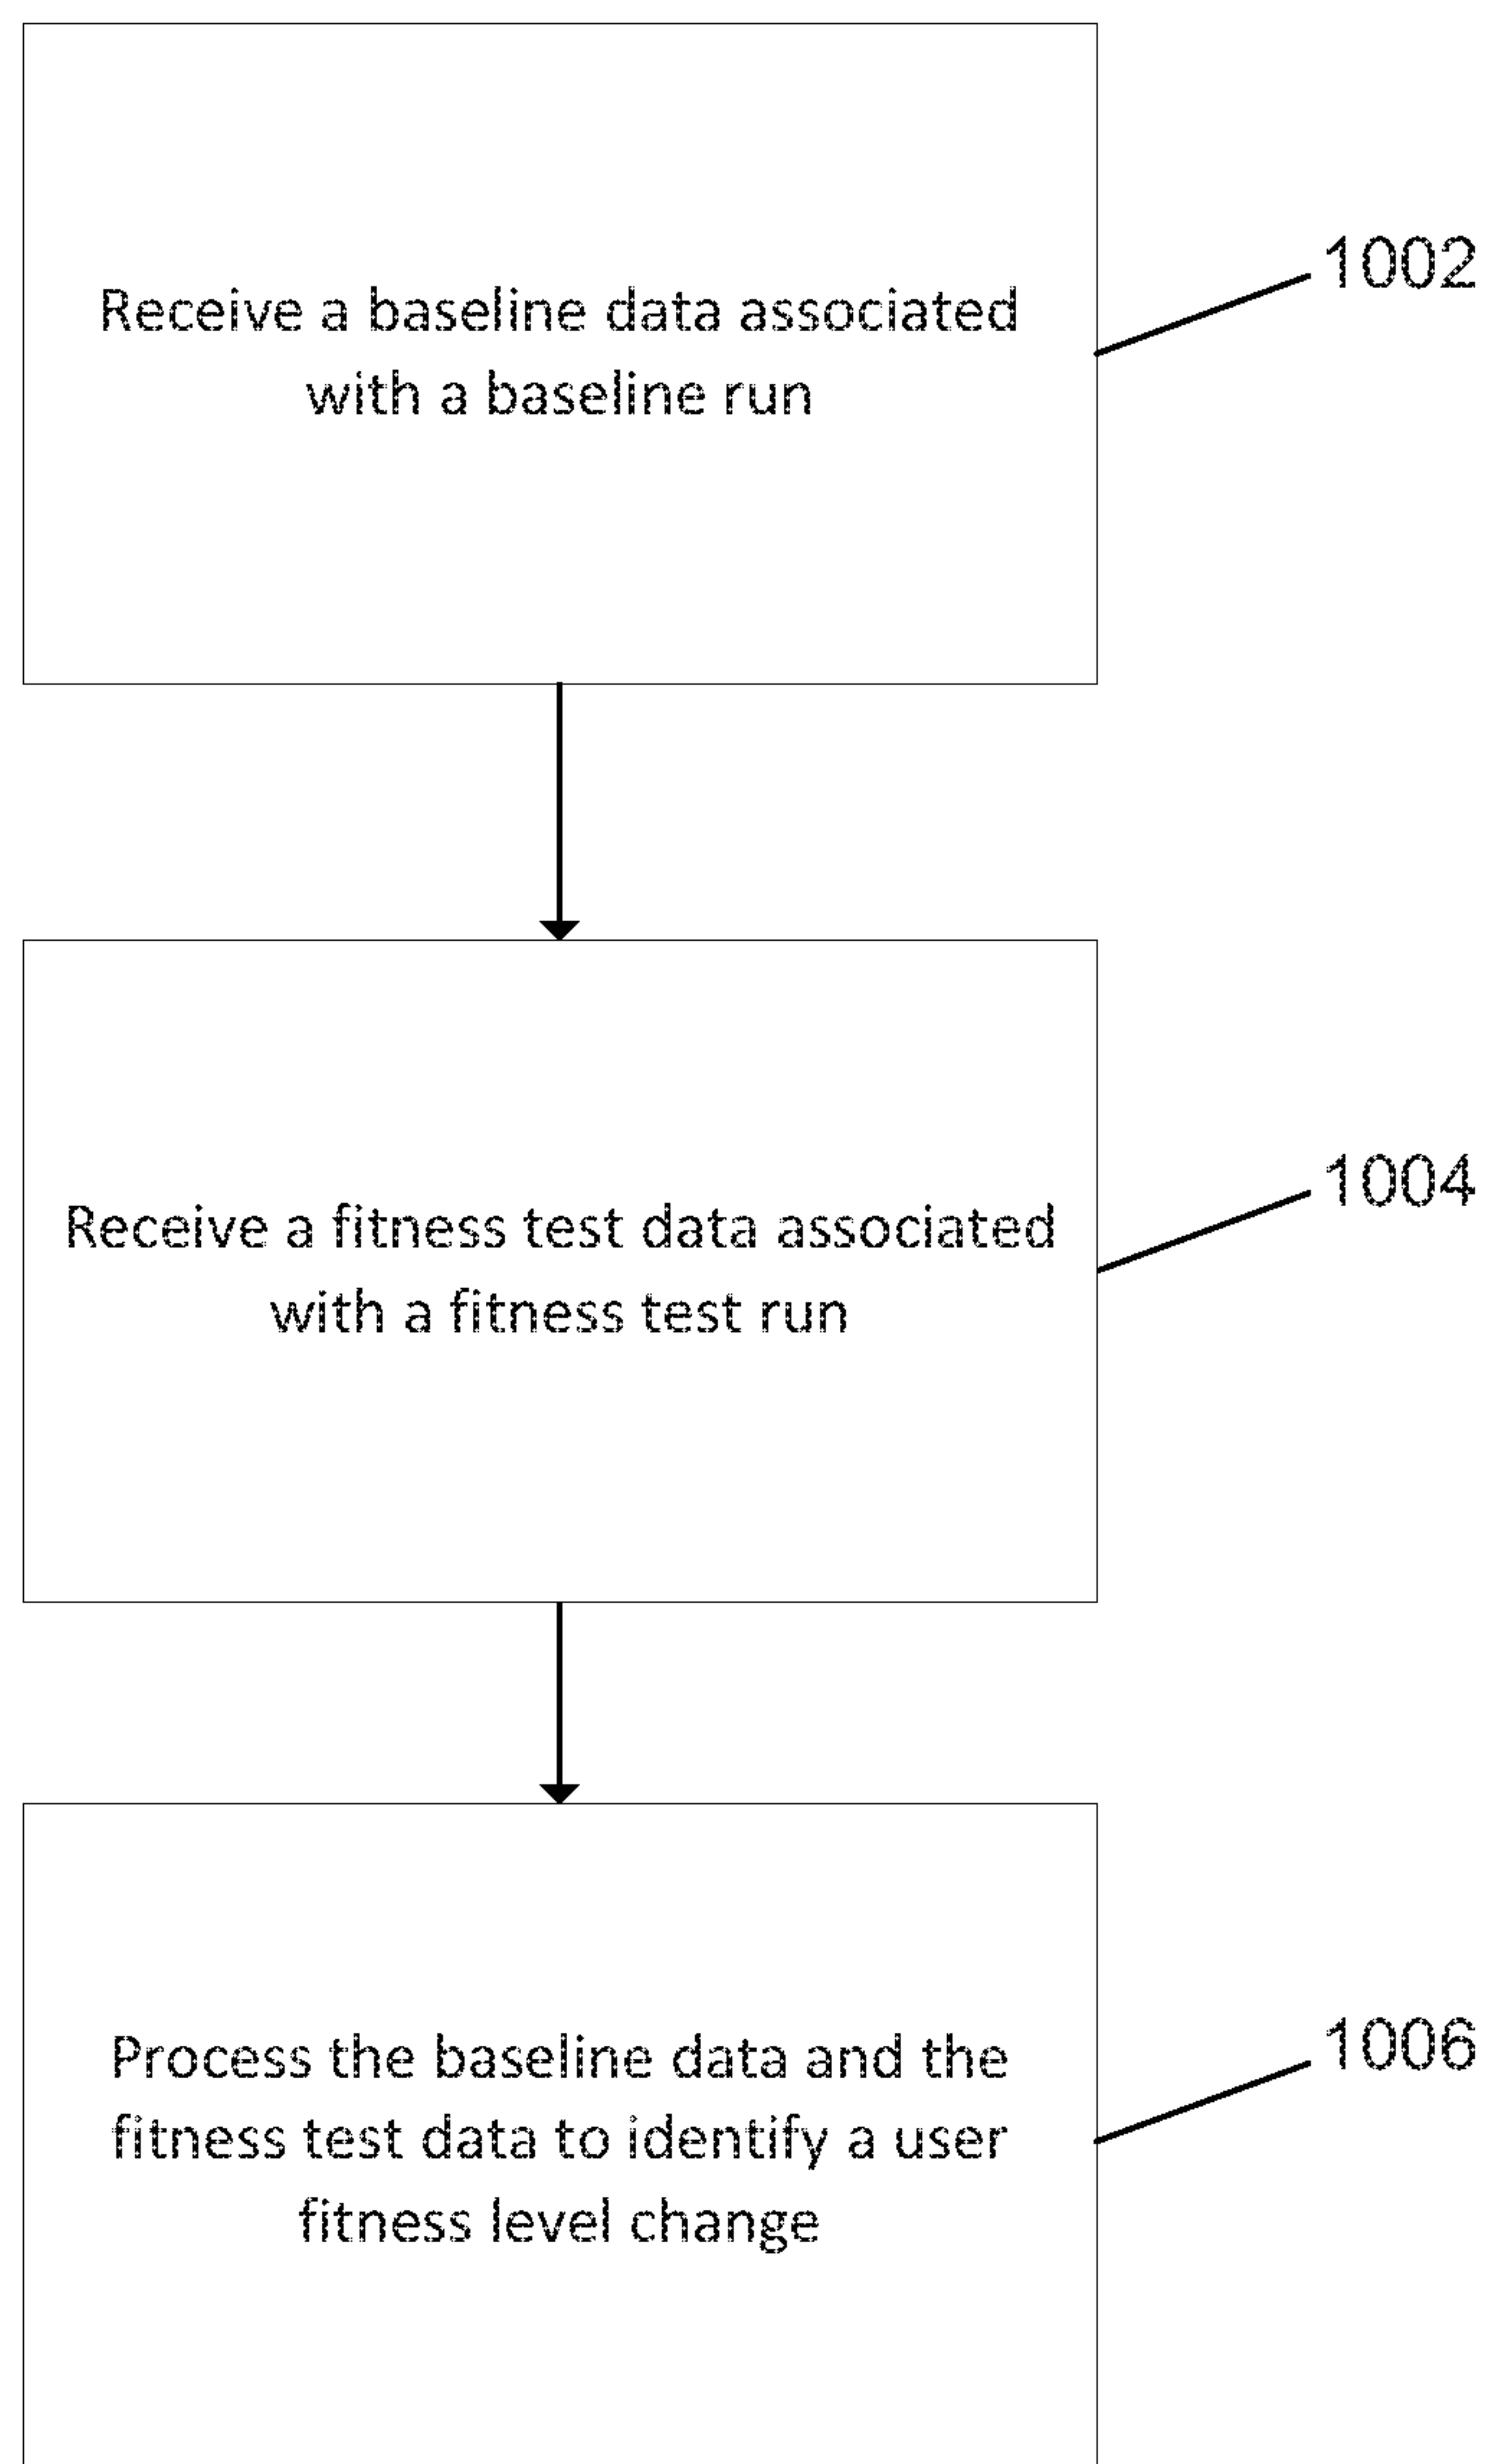 Receive a baseline data associated
with a baseline run
1002
Receive a fitness test data associated
with a fitness test run
1004
Process the baseline data and the
fitness test data to identify a user
fitness level change
1006